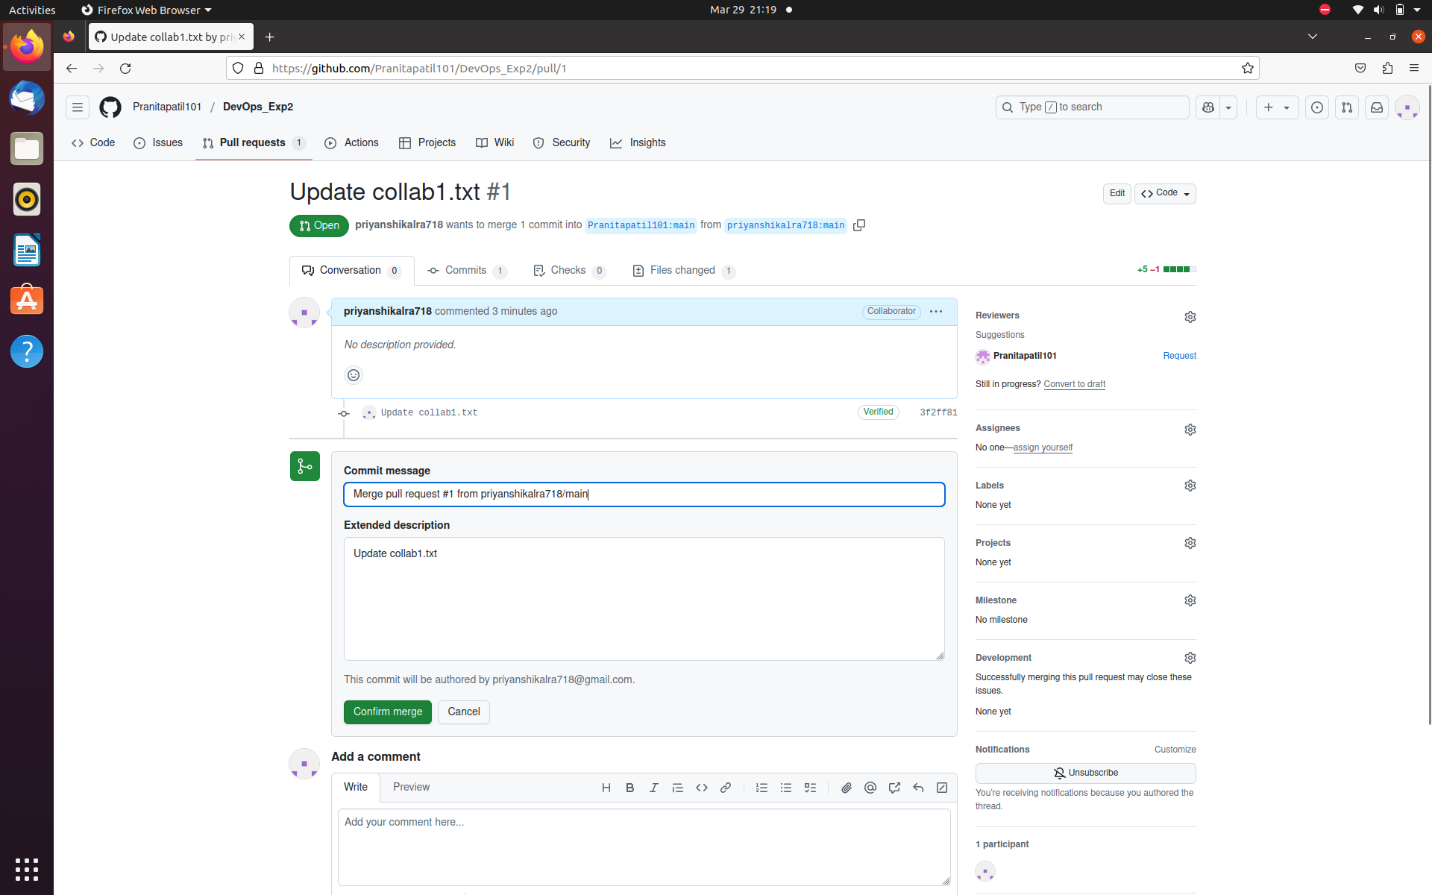 Activities Firefox Web Browser Mar 29 21:19
Update collab1.txt by pri
https://github.com/Pranitapatil101/DevOps_Exp2/pull/1
Pranitapatil101 / DevOps_Exp2 Type / to search
Code Issues Pull requests 1 Actions Projects Wiki Security Insights
Update collab1.txt #1 Edit Code
Open priyanshikalra718 wants to merge 1 commit into Pranitapatil101:main from priyanshikalra718:main
Conversation 0 Commits 1 Checks 0 Files changed 1 +5 −1
priyanshikalra718 commented 3 minutes ago Collaborator ···
No description provided.
Update collab1.txt Verified 3f2ff81
Commit message
Merge pull request #1 from priyanshikalra718/main
Extended description
Update collab1.txt
This commit will be authored by priyanshikalra718@gmail.com.
Confirm merge Cancel
Add a comment
Write Preview
Add your comment here...
Reviewers
Suggestions
Pranitapatil101 Request
Still in progress? Convert to draft
Assignees
No one—assign yourself
Labels
None yet
Projects
None yet
Milestone
No milestone
Development
Successfully merging this pull request may close these
issues.
None yet
Notifications Customize
Unsubscribe
You're receiving notifications because you authored the
thread.
1 participant